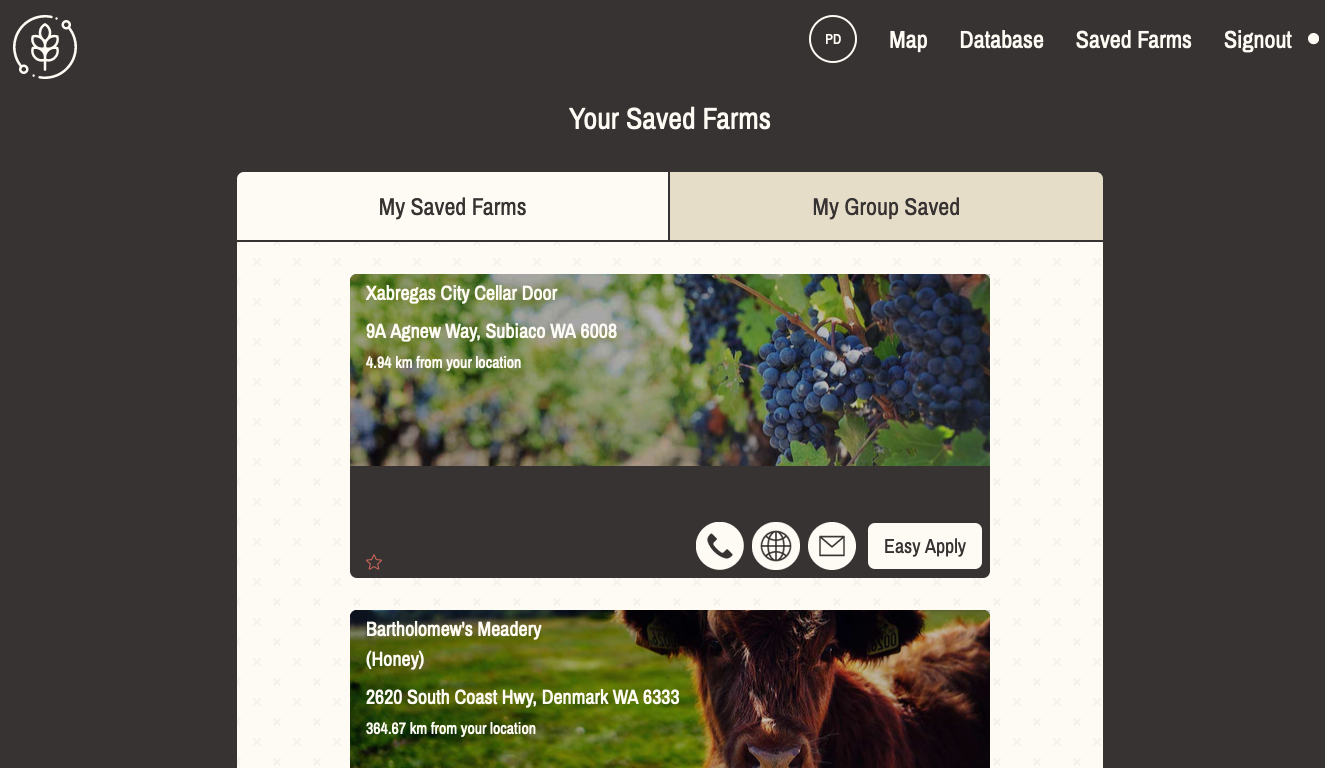 PD
Map
Database
Saved Farms
Signout
Your Saved Farms
My Saved Farms
My Group Saved
Xabregas City Cellar Door
9A Agnew Way, Subiaco WA 6008
4.94 km from your location
Easy Apply
Bartholomew's Meadery
(Honey)
2620 South Coast Hwy, Denmark WA 6333
364.67 km from your location